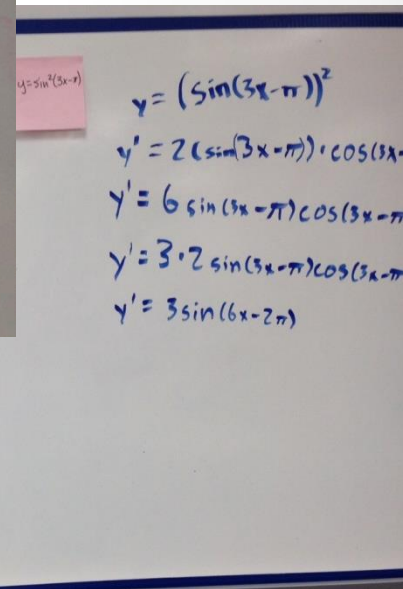 y=sin²(3x-π)
y = (sin(3x-π))²
y' = 2(sin(3x-π))·cos(3x-
y' = 6 sin(3x-π)cos(3x-π
y' = 3·2 sin(3x-π)cos(3x-π
y' = 3sin(6x-2π)